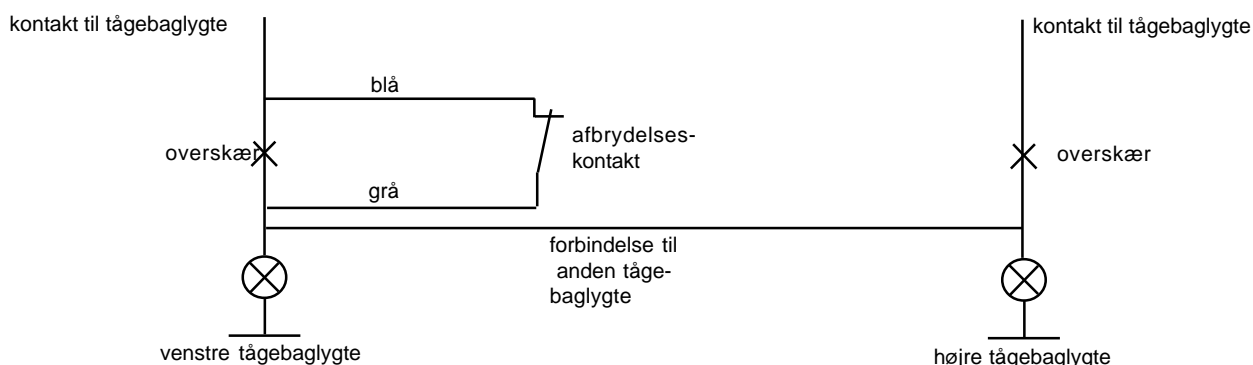 kontakt til tågebaglygte
kontakt til tågebaglygte
blå
afbrydelses-
kontakt
overskær
overskær
grå
forbindelse til
anden tåge-
baglygte
venstre tågebaglygte
højre tågebaglygte